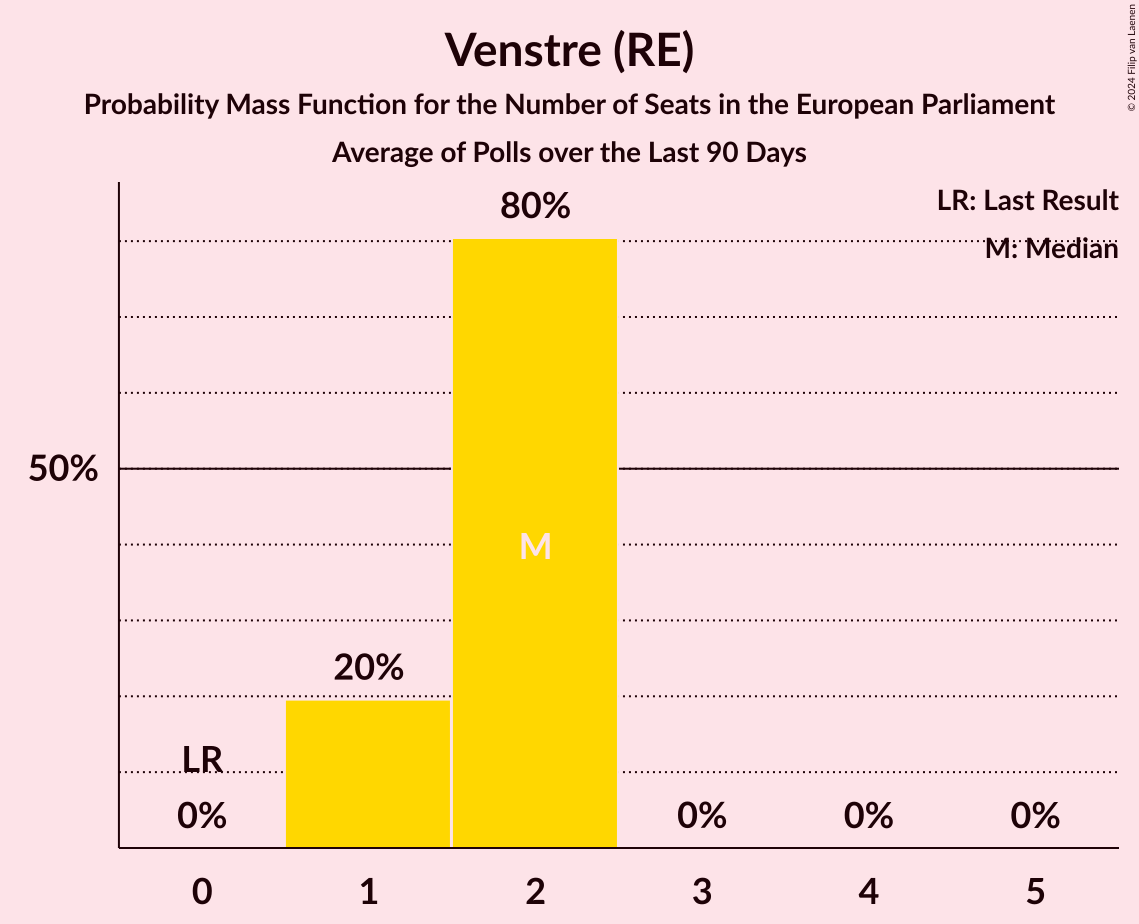 Venstre (RE)
Probability Mass Function for the Number of Seats in the European Parliament
Average of Polls over the Last 90 Days
© 2024 Filip van Laenen
LR: Last Result
M: Median
80%
50%
M
20%
LR
0%
0%
0%
0%
0
1
2
3
4
5